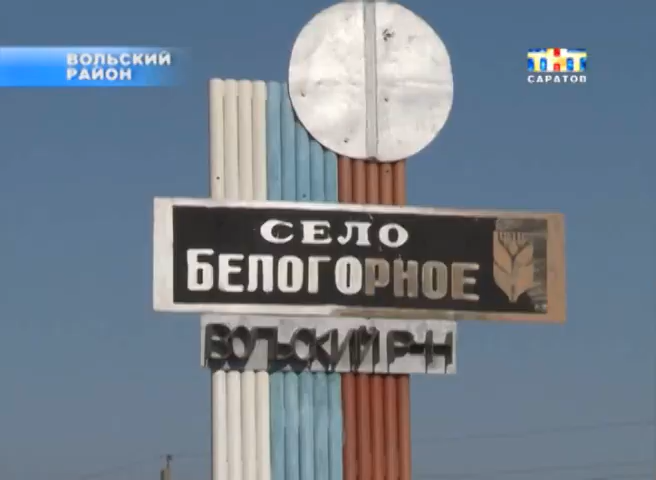 ВОЛЬСКИЙ
РАЙОН
ТНТ
САРАТОВ
СЕЛО
БЕЛОГОРНОЕ
ВОЛЬСКИЙ Р-Н